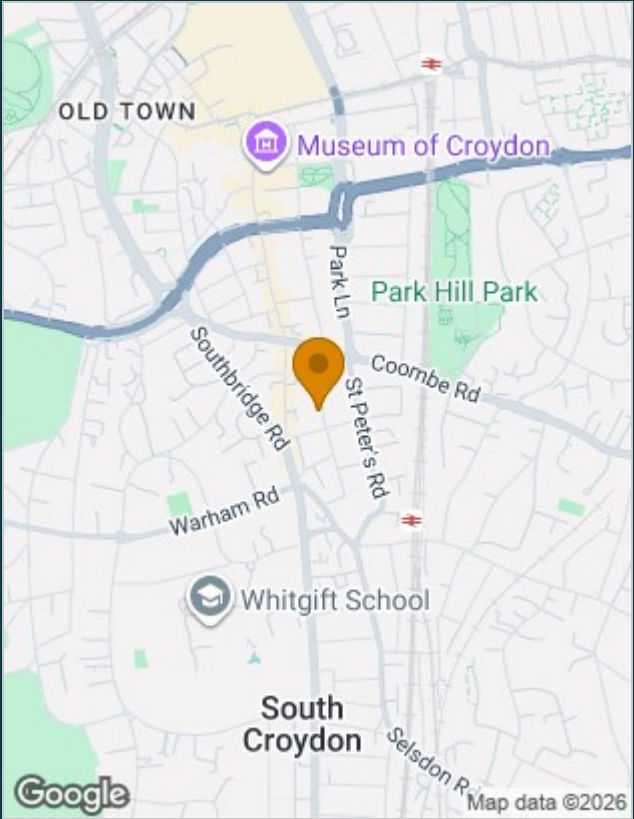 OLD TOWN
Museum of Croydon
Park Ln
Park Hill Park
Southbridge Rd
Coombe Rd
St Peter's Rd
Warham Rd
Whitgift School
South
Croydon
Selsdon R
Google
Map data ©2026